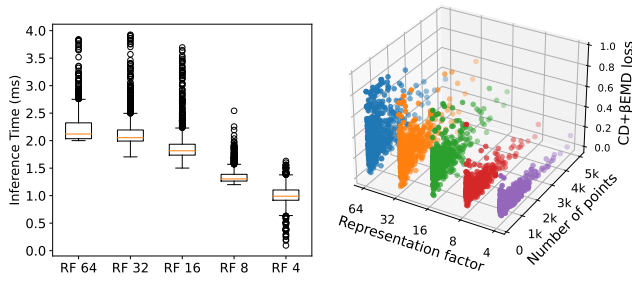 4.0
3.5
3.0
2.5
2.0
1.5
1.0
0.5
0.0
Inference Time (ms)
RF 64
RF 32
RF 16
RF 8
RF 4
1.0
0.8
0.6
0.4
0.2
0.0
CD+BEMD loss
5k
4k
3k
2k
1k
0
Number of points
64
32
16
8
4
Representation factor